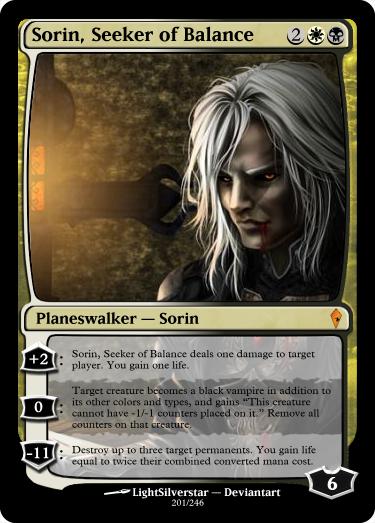 Sorin, Seeker of Balance 2
Planeswalker — Sorin
+2: Sorin, Seeker of Balance deals one damage to target
player. You gain one life.
0: Target creature becomes a black vampire in addition to
its other colors and types, and gains “This creature
cannot have -1/-1 counters placed on it.” Remove all
counters on that creature.
-11: Destroy up to three target permanents. You gain life
equal to twice their combined converted mana cost.
6
LightSilverstar — Deviantart
201/246